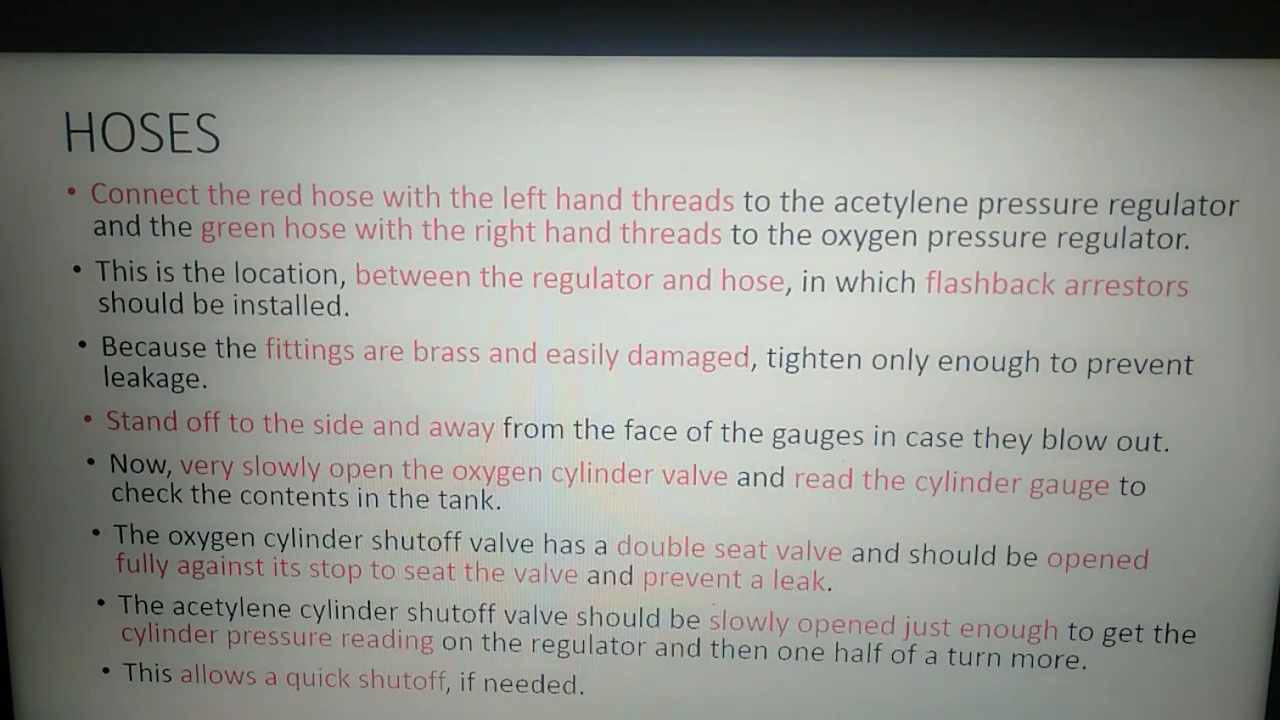 HOSES
• Connect the red hose with the left hand threads to the acetylene pressure regulator
and the green hose with the right hand threads to the oxygen pressure regulator.
• This is the location, between the regulator and hose, in which flashback arrestors
should be installed.
• Because the fittings are brass and easily damaged, tighten only enough to prevent
leakage.
• Stand off to the side and away from the face of the gauges in case they blow out.
• Now, very slowly open the oxygen cylinder valve and read the cylinder gauge to
check the contents in the tank.
• The oxygen cylinder shutoff valve has a double seat valve and should be opened
fully against its stop to seat the valve and prevent a leak.
• The acetylene cylinder shutoff valve should be slowly opened just enough to get the
cylinder pressure reading on the regulator and then one half of a turn more.
• This allows a quick shutoff, if needed.